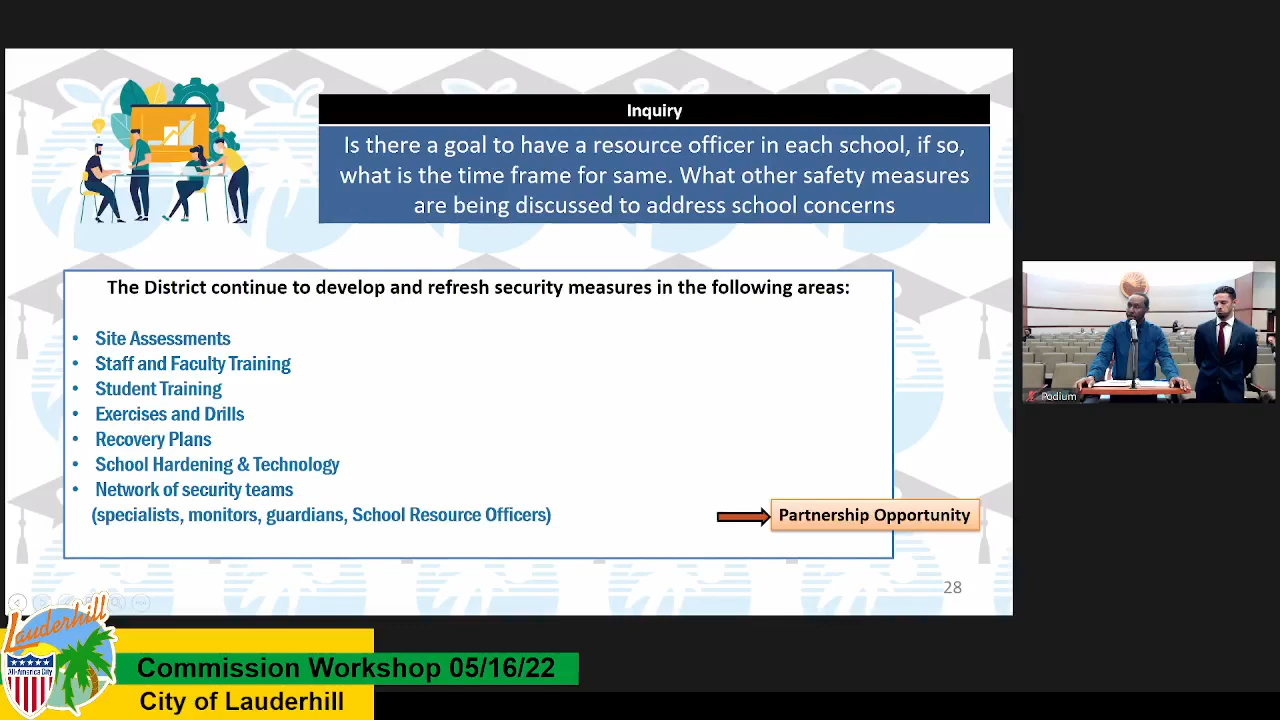 Inquiry
Is there a goal to have a resource officer in each school, if so,
what is the time frame for same. What other safety measures
are being discussed to address school concerns
The District continue to develop and refresh security measures in the following areas:
• Site Assessments
• Staff and Faculty Training
• Student Training
• Exercises and Drills
• Recovery Plans
• School Hardening & Technology
• Network of security teams
(specialists, monitors, guardians, School Resource Officers)
Partnership Opportunity
28
Podium
Lauderhill
All-America City
Commission Workshop 05/16/22
City of Lauderhill